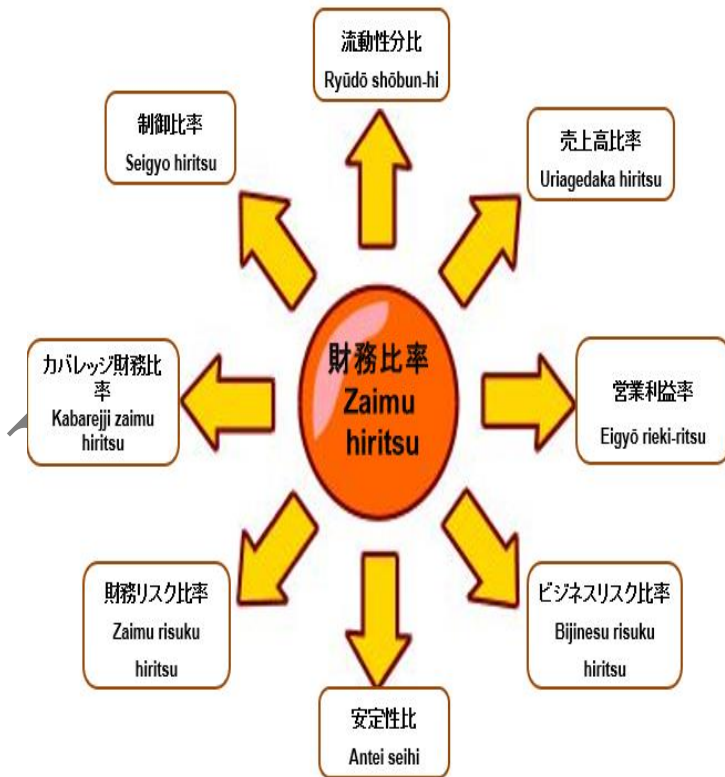 流動性分比
Ryūdō shōbun-hi
制御比率
Seigyo hiritsu
売上高比率
Uriagedaka hiritsu
カバレッジ財務比
率
Kabarejji zaimu
hiritsu
財務比率
Zaimu
hiritsu
営業利益率
Eigyō rieki-ritsu
財務リスク比率
Zaimu risuku
hiritsu
ビジネスリスク比率
Bijinesu risuku
hiritsu
安定性比
Antei seihi